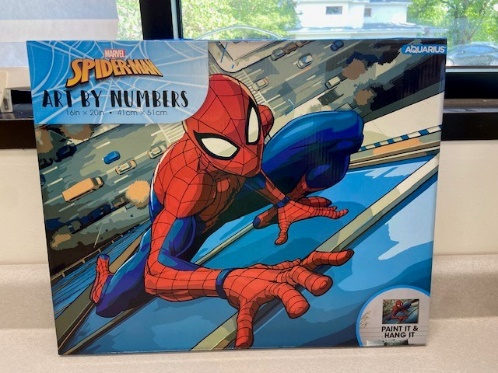 MARVEL
SPIDER-MAN
ART BY NUMBERS
16in x 20in • 41cm x 51cm
AQUARIUS
PAINT IT &
HANG IT